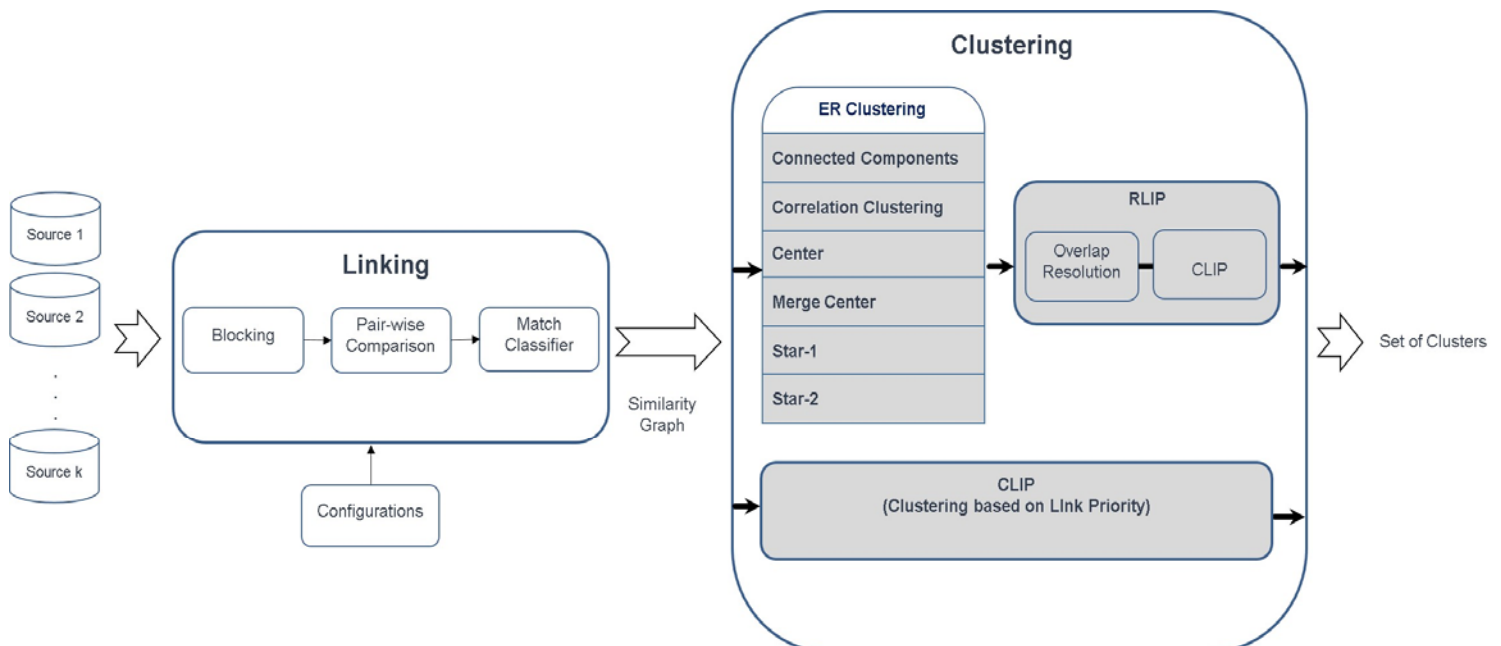 Source 1
Source 2
.
.
.
Source k
Linking
Blocking
Pair-wise
Comparison
Match
Classifier
Configurations
Similarity
Graph
Clustering
ER Clustering
Connected Components
Correlation Clustering
Center
Merge Center
Star-1
Star-2
RLIP
Overlap
Resolution
CLIP
CLIP
(Clustering based on LInk Priority)
Set of Clusters